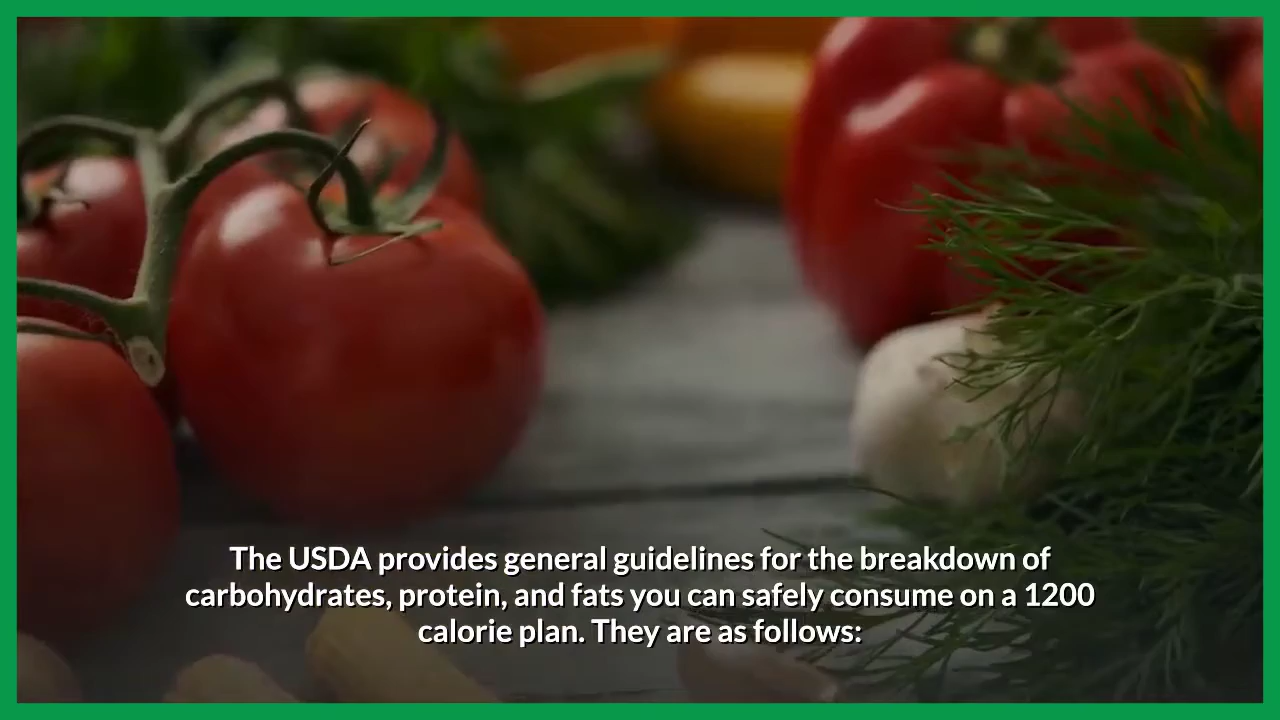 The USDA provides general guidelines for the breakdown of
carbohydrates, protein, and fats you can safely consume on a 1200
calorie plan. They are as follows: